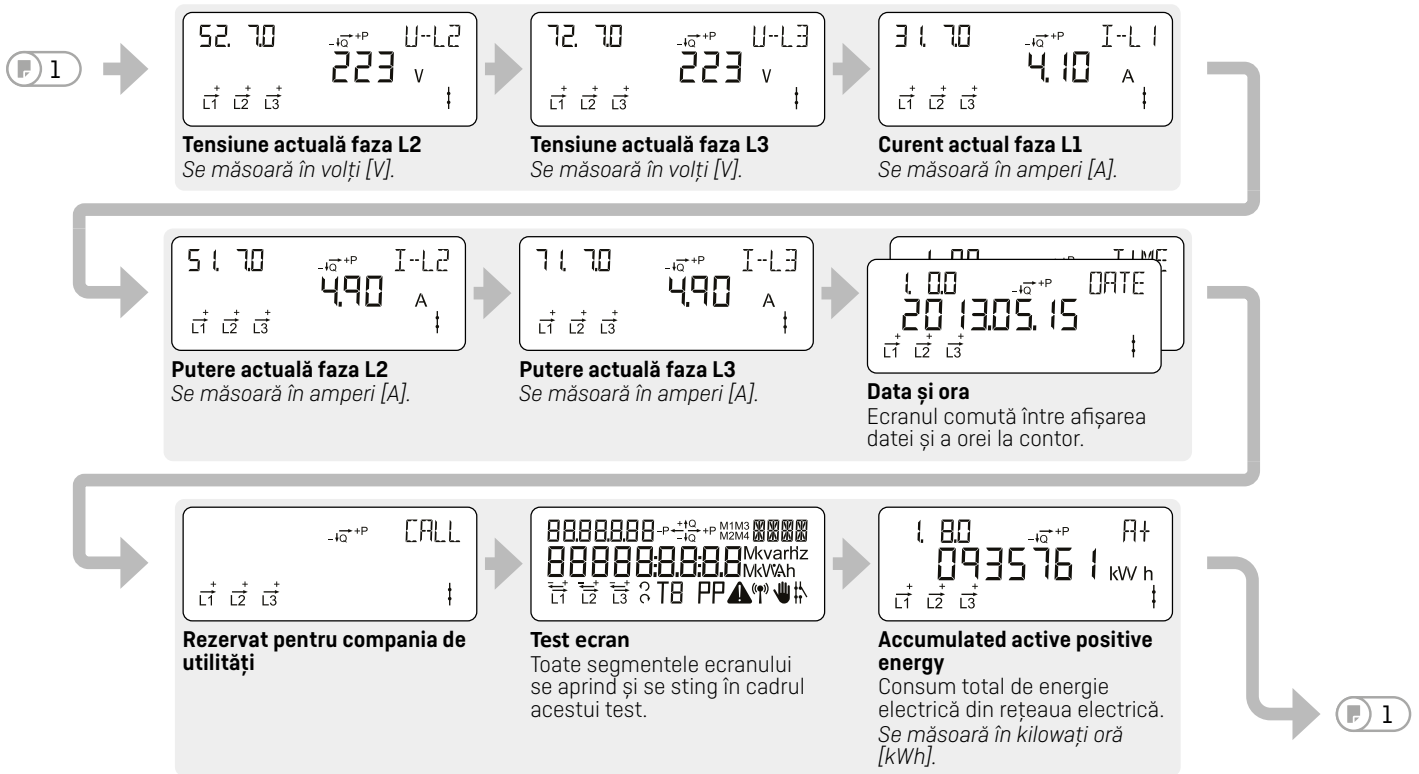 1
52. 7.0 -+Q +P U-L2
223 V
L1+ L2+ L3+
Tensiune actuală faza L2
Se măsoară în volți [V].
72. 7.0 -+Q +P U-L3
223 V
L1+ L2+ L3+
Tensiune actuală faza L3
Se măsoară în volți [V].
31. 7.0 -+Q +P I-L1
4.10 A
L1+ L2+ L3+
Curent actual faza L1
Se măsoară în amperi [A].
51. 7.0 -+Q +P I-L2
4.90 A
L1+ L2+ L3+
Putere actuală faza L2
Se măsoară în amperi [A].
71. 7.0 -+Q +P I-L3
4.90 A
L1+ L2+ L3+
Putere actuală faza L3
Se măsoară în amperi [A].
TIME
1. 0.0 -+Q +P DATE
2013.05.15
L1+ L2+ L3+
Data și ora
Ecranul comută între afișarea
datei și a orei la contor.
-+Q +P CALL
L1+ L2+ L3+
Rezervat pentru compania de
utilități
88.8.8.8.8 -P ++Q -+Q +P M1M3
M2M4
88888:8.8:8.8 MkvarHz
MkWAh
L1+ L2+ L3+ T8 PP
Test ecran
Toate segmentele ecranului
se aprind și se sting în cadrul
acestui test.
1. 8.0 -+Q +P A+
0935761 kW h
L1+ L2+ L3+
Accumulated active positive
energy
Consum total de energie
electrică din rețeaua electrică.
Se măsoară în kilowați oră
[kWh].
1